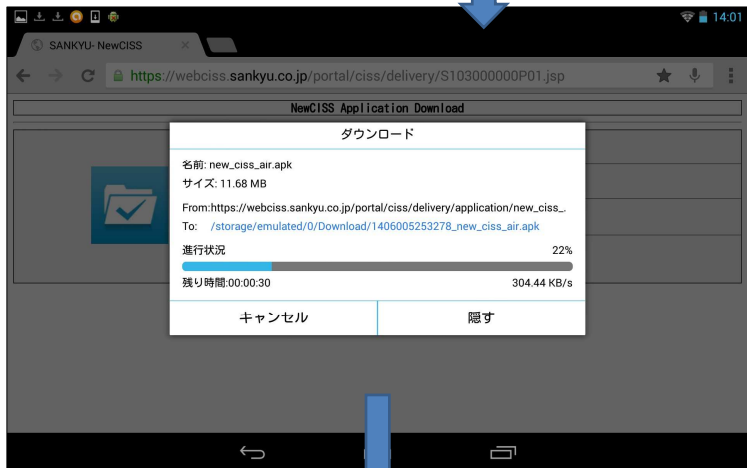 14:01
SANKYU- NewCISS
https://webciss.sankyu.co.jp/portal/ciss/delivery/S103000000P01.jsp
NewCISS Application Download
ダウンロード
名前: new_ciss_air.apk
サイズ: 11.68 MB
From:https://webciss.sankyu.co.jp/portal/ciss/delivery/application/new_ciss_.
To: /storage/emulated/0/Download/1406005253278_new_ciss_air.apk
進行状況 22%
残り時間:00:00:30 304.44 KB/s
キャンセル 隠す